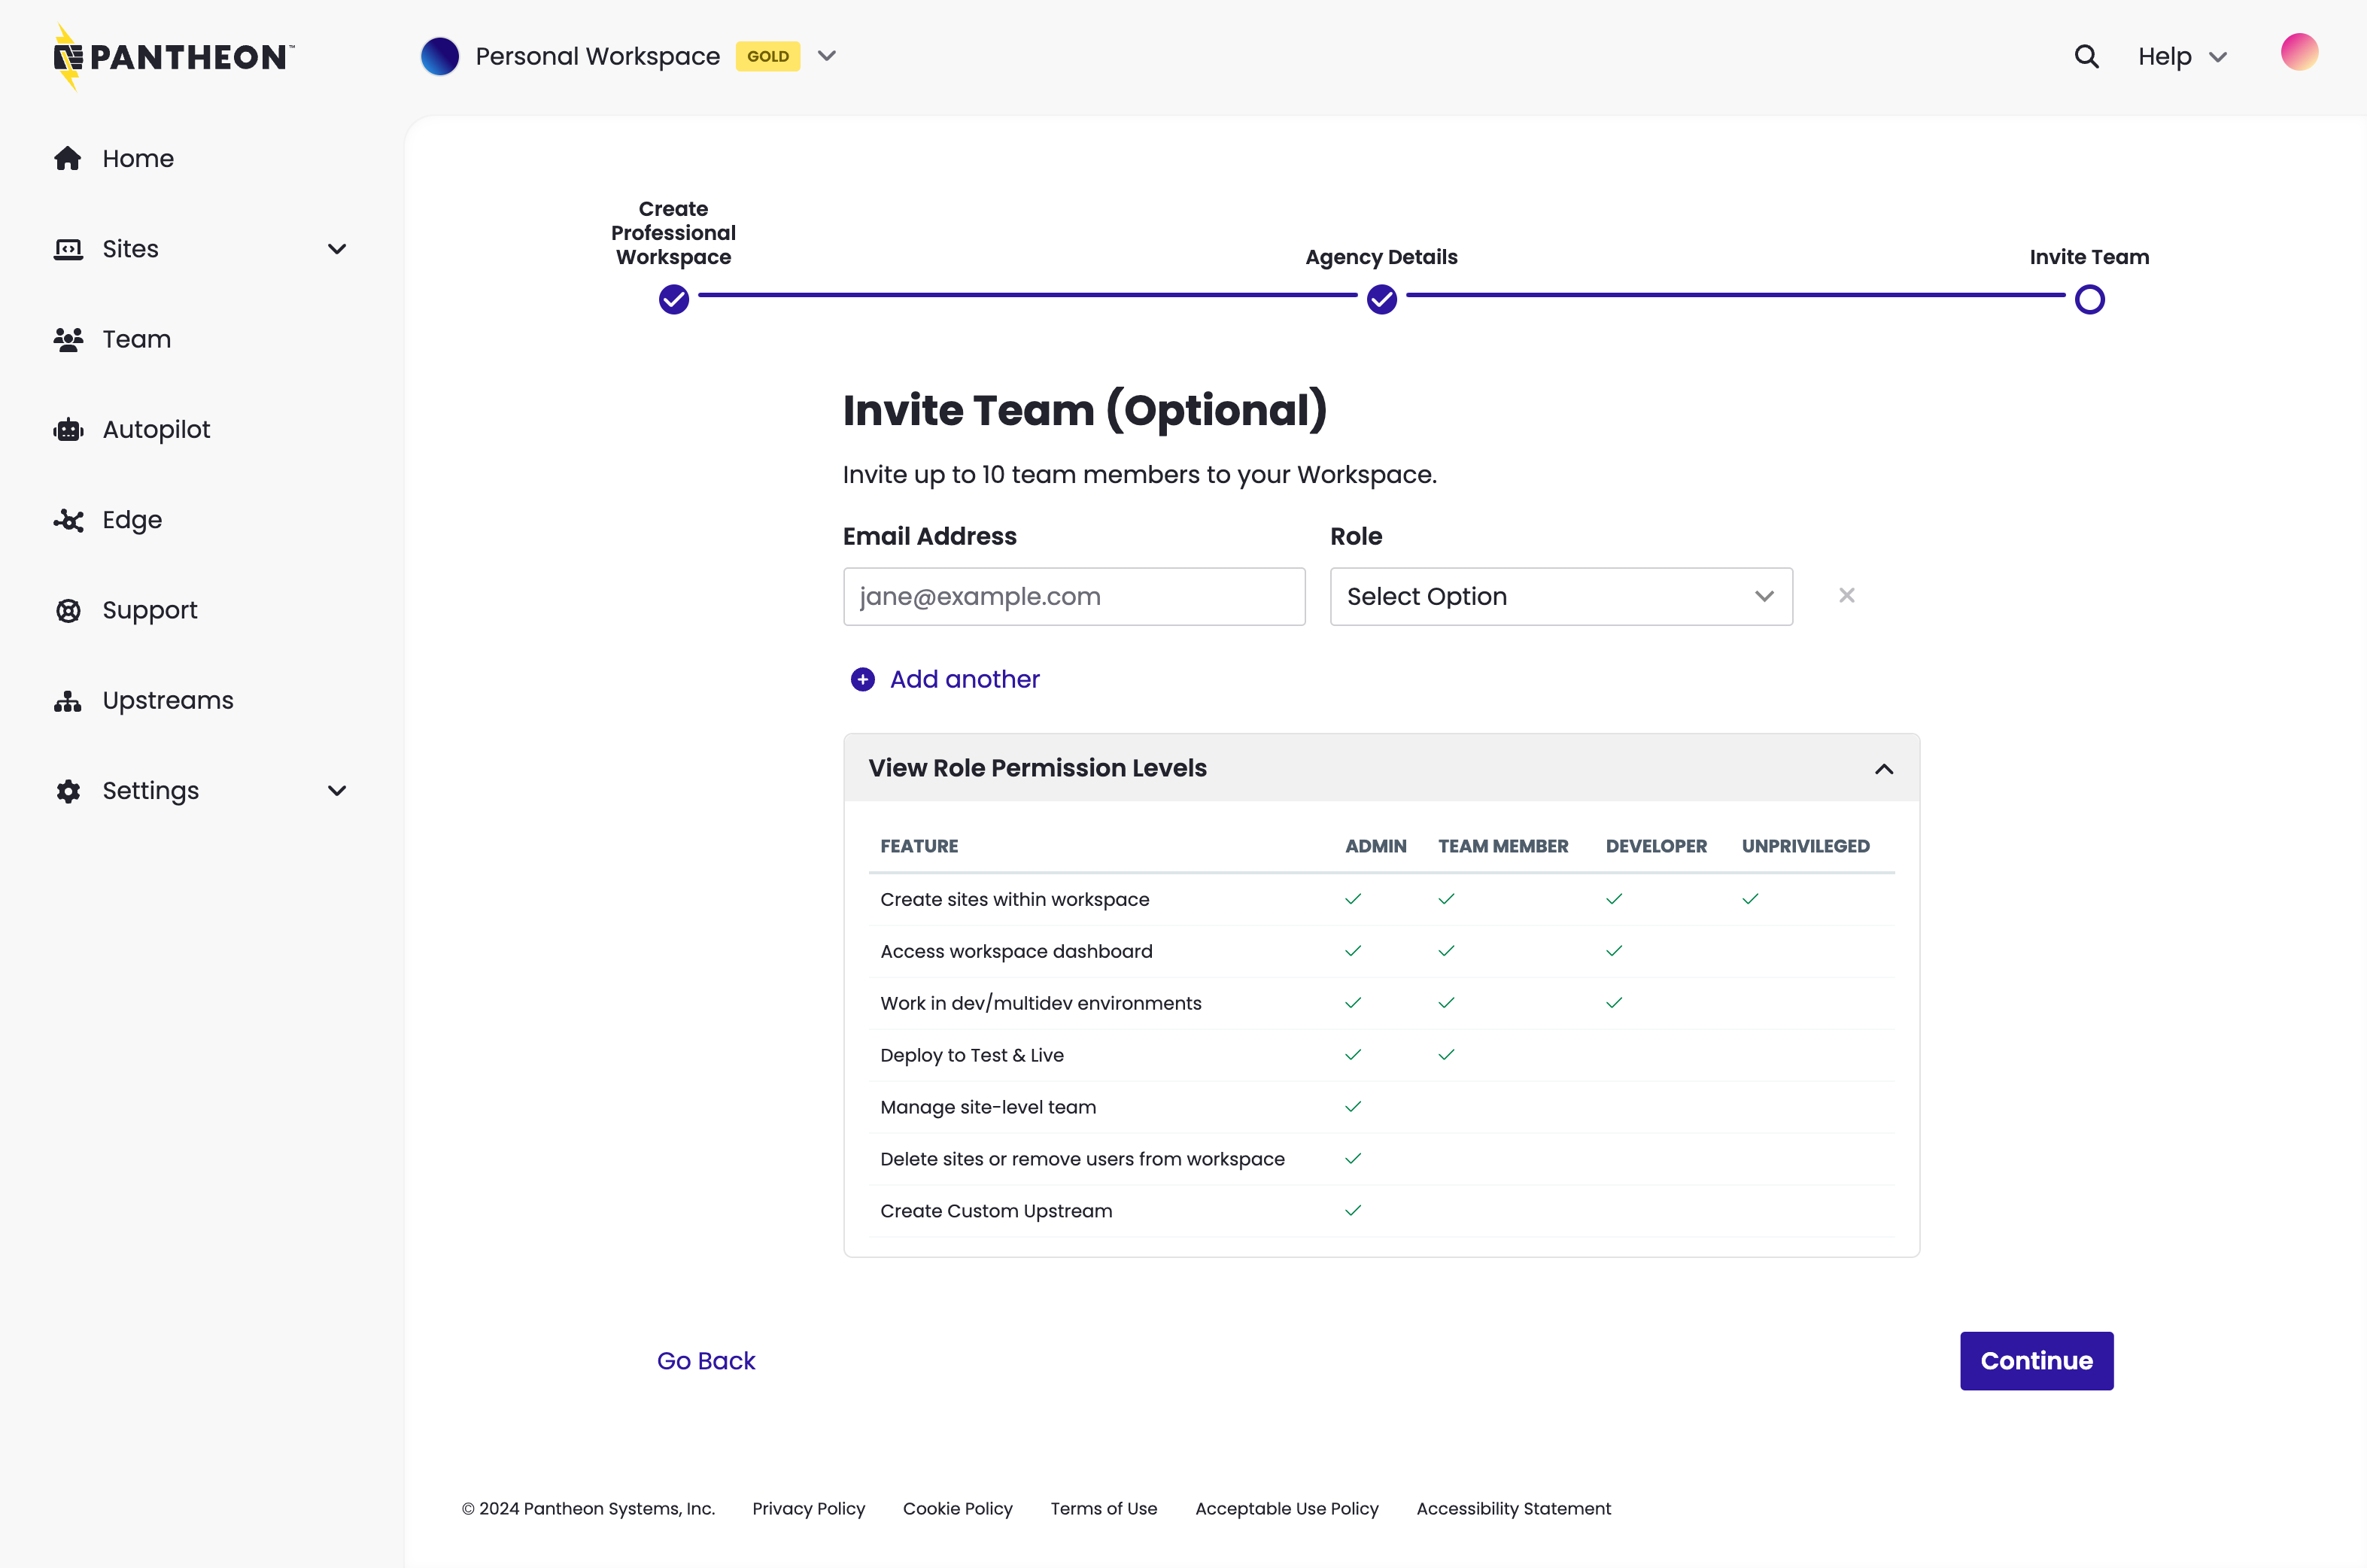 PANTHEON™
Personal Workspace GOLD
Help
Home
Sites
Team
Autopilot
Edge
Support
Upstreams
Settings
Create
Professional
Workspace
Agency Details
Invite Team
Invite Team (Optional)
Invite up to 10 team members to your Workspace.
Email Address Role
jane@example.com Select Option
Add another
View Role Permission Levels
FEATURE ADMIN TEAM MEMBER DEVELOPER UNPRIVILEGED
Create sites within workspace
Access workspace dashboard
Work in dev/multidev environments
Deploy to Test & Live
Manage site-level team
Delete sites or remove users from workspace
Create Custom Upstream
Go Back Continue
© 2024 Pantheon Systems, Inc. Privacy Policy Cookie Policy Terms of Use Acceptable Use Policy Accessibility Statement